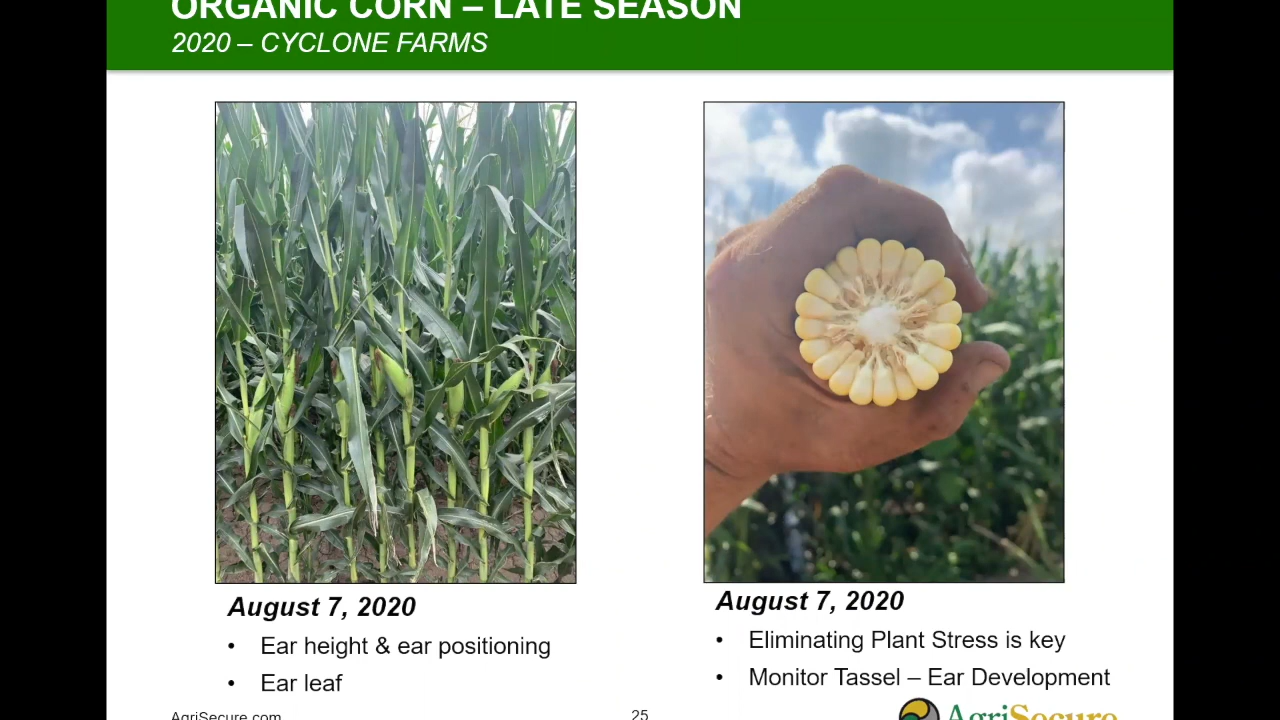 ORGANIC CORN – LATE SEASON
2020 – CYCLONE FARMS
August 7, 2020
• Ear height & ear positioning
• Ear leaf
August 7, 2020
• Eliminating Plant Stress is key
• Monitor Tassel – Ear Development
AgriSecure.com
25
AgriSecure